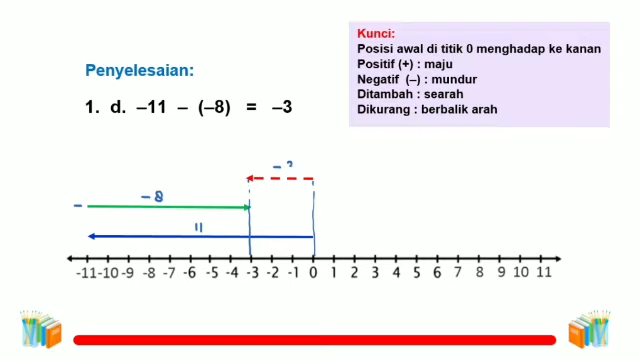 Kunci:
Posisi awal di titik 0 menghadap ke kanan
Positif (+) : maju
Negatif (–) : mundur
Ditambah : searah
Dikurang : berbalik arah
Penyelesaian:
1. d. –11 – (–8) = –3
– 8
–
11
-11 -10 -9 -8 -7 -6 -5 -4 -3 -2 -1 0 1 2 3 4 5 6 7 8 9 10 11